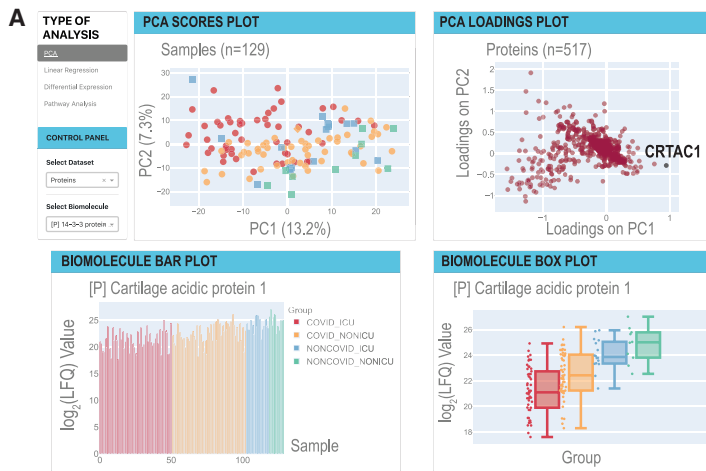 A
TYPE OF
ANALYSIS
PCA
Linear Regression
Differential Expression
Pathway Analysis
CONTROL PANEL
Select Dataset
Proteins
Select Biomolecule
[P] 14-3-3 protein
PCA SCORES PLOT
Samples (n=129)
PC2 (7.3%)
30
20
10
0
−10
−20
−20
−10
0
10
20
PC1 (13.2%)
PCA LOADINGS PLOT
Proteins (n=517)
Loadings on PC2
2
1.5
1
0.5
0
−0.5
−1
CRTAC1
−1
0
1
Loadings on PC1
BIOMOLECULE BAR PLOT
[P] Cartilage acidic protein 1
log2(LFQ) Value
25
20
15
10
5
0
0
50
100
Sample
Group
COVID_ICU
COVID_NONICU
NONCOVID_ICU
NONCOVID_NONICU
BIOMOLECULE BOX PLOT
[P] Cartilage acidic protein 1
log2(LFQ) Value
26
24
22
20
18
Group